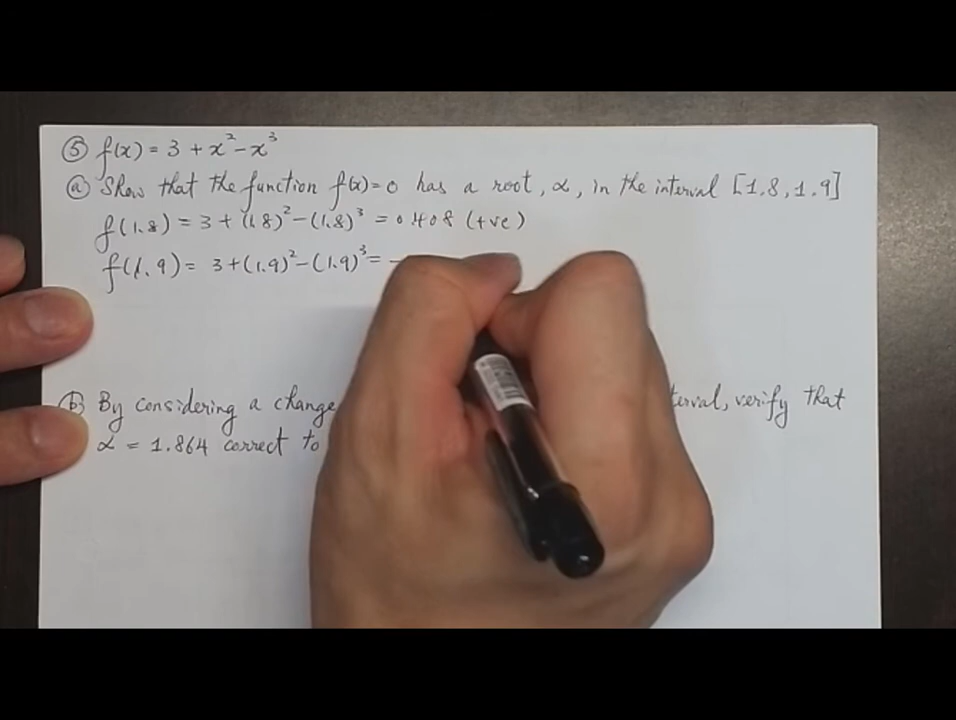 ⑤ f(x) = 3 + x² − x³
ⓐ Show that the function f(x)=0 has a root, α, in the interval [1.8, 1.9]
f(1.8) = 3 + (1.8)² − (1.8)³ = 0.408 (+ve)
f(1.9) = 3 + (1.9)² − (1.9)³ = −
ⓑ By considering a change terval, verify that
α = 1.864 correct to